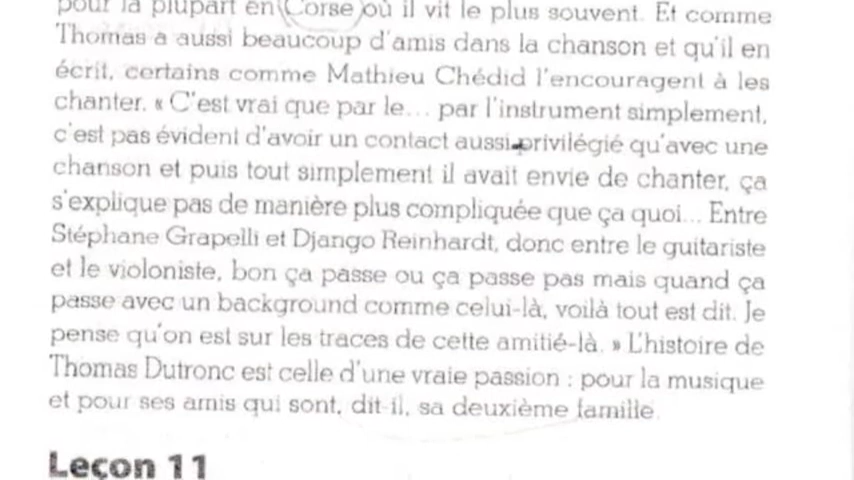 pour la plupart en Corse où il vit le plus souvent. Et comme
Thomas a aussi beaucoup d'amis dans la chanson et qu'il en
écrit, certains comme Mathieu Chédid l'encouragent à les
chanter. « C'est vrai que par le... par l'instrument simplement,
c'est pas évident d'avoir un contact aussi privilégié qu'avec une
chanson et puis tout simplement il avait envie de chanter, ça
s'explique pas de manière plus compliquée que ça quoi... Entre
Stéphane Grapelli et Django Reinhardt, donc entre le guitariste
et le violoniste, bon ça passe ou ça passe pas mais quand ça
passe avec un background comme celui-là, voilà tout est dit. Je
pense qu'on est sur les traces de cette amitié-là. » L'histoire de
Thomas Dutronc est celle d'une vraie passion : pour la musique
et pour ses amis qui sont, dit-il, sa deuxième famille.
Leçon 11